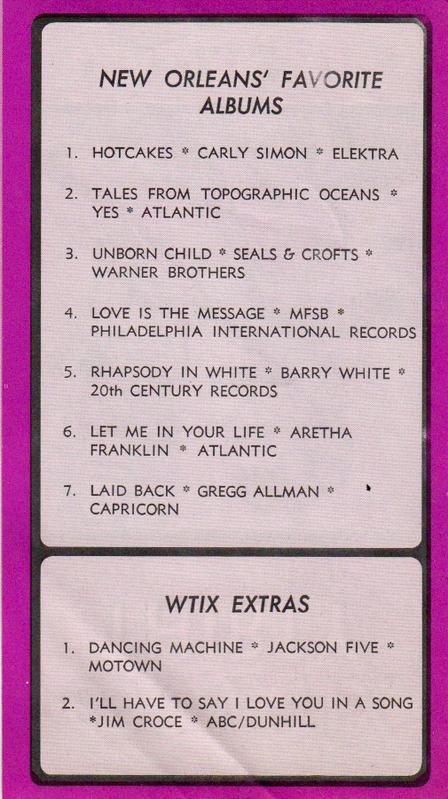 NEW ORLEANS' FAVORITE
ALBUMS
1. HOTCAKES * CARLY SIMON * ELEKTRA
2. TALES FROM TOPOGRAPHIC OCEANS *
YES * ATLANTIC
3. UNBORN CHILD * SEALS & CROFTS *
WARNER BROTHERS
4. LOVE IS THE MESSAGE * MFSB *
PHILADELPHIA INTERNATIONAL RECORDS
5. RHAPSODY IN WHITE * BARRY WHITE *
20th CENTURY RECORDS
6. LET ME IN YOUR LIFE * ARETHA
FRANKLIN * ATLANTIC
7. LAID BACK * GREGG ALLMAN *
CAPRICORN
WTIX EXTRAS
1. DANCING MACHINE * JACKSON FIVE *
MOTOWN
2. I'LL HAVE TO SAY I LOVE YOU IN A SONG
*JIM CROCE * ABC/DUNHILL